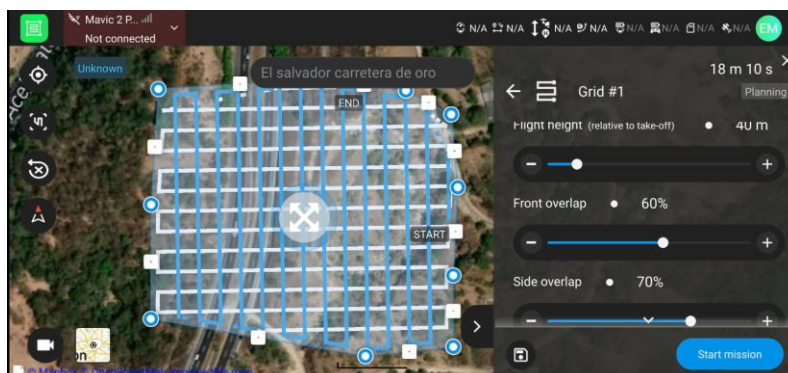 Mavic 2 P...
Not connected
N/A N/A N/A N/A N/A N/A N/A N/A EM
Unknown
El salvador carretera de oro
END
START
18 m 10 s
Grid #1
Planning
Flight height (relative to take-off) • 40 m
Front overlap • 60%
Side overlap • 70%
Start mission